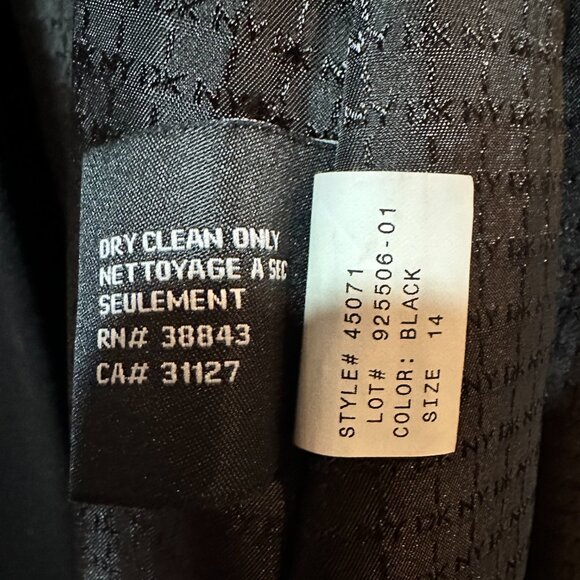 DRY CLEAN ONLY
NETTOYAGE A SEC
SEULEMENT
RN# 38843
CA# 31127
STYLE# 45071
LOT# 925506-01
COLOR: BLACK
SIZE 14
DKNY